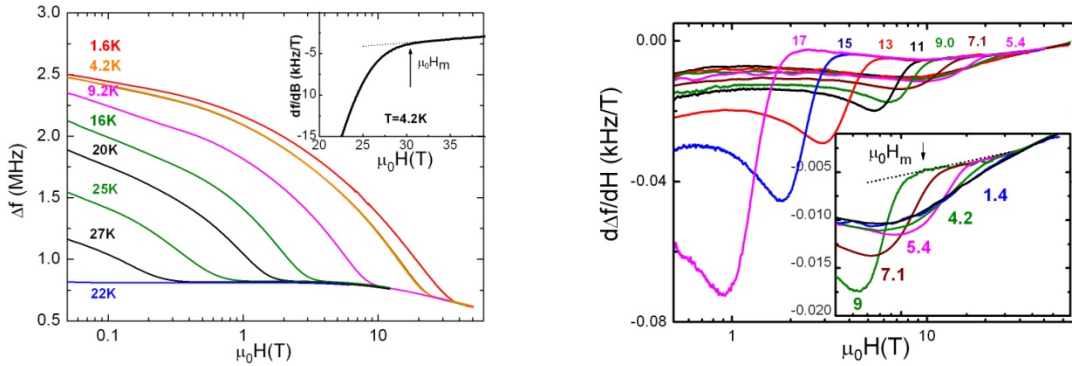 3.0
2.5
2.0
1.5
1.0
0.5
Δf (MHz)
0.1
1
10
μ₀H(T)
1.6K
4.2K
9.2K
16K
20K
25K
27K
22K
0
-5
-10
-15
df/dB (kHz/T)
20 25 30 35
μ₀H(T)
μ₀Hₘ
T=4.2K
0.00
-0.04
-0.08
dΔf/dH (kHz/T)
1
10
μ₀H(T)
17 15 13 11 9.0 7.1 5.4
-0.005
-0.010
-0.015
-0.020
μ₀Hₘ
1.4
4.2
5.4
7.1
9